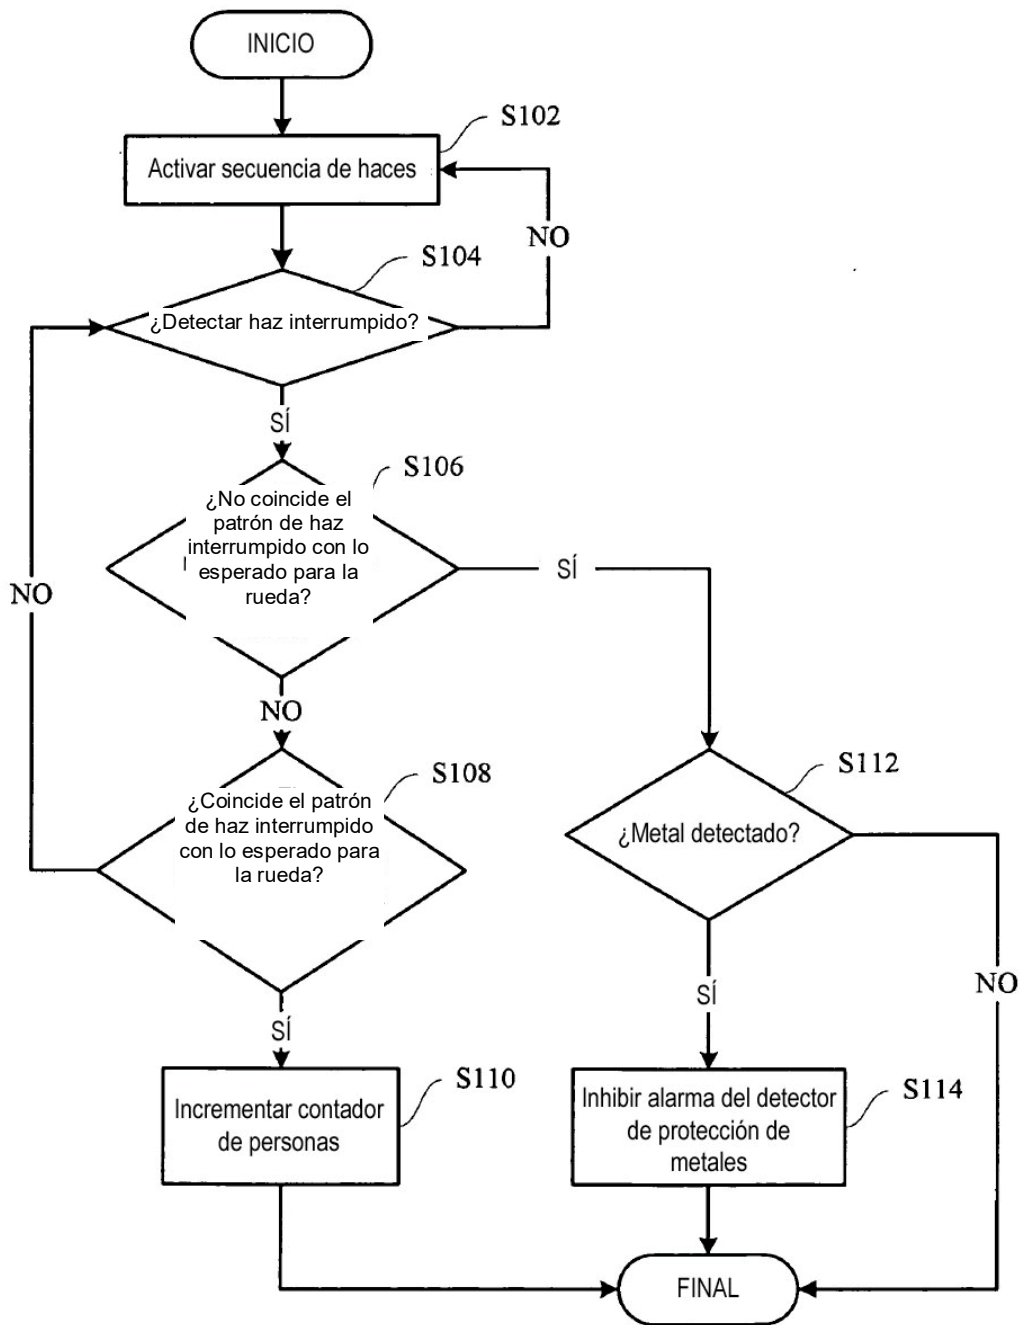 INICIO
S102
Activar secuencia de haces
NO
S104
¿Detectar haz interrumpido?
SÍ
S106
¿No coincide el
patrón de haz
interrumpido con lo
esperado para la
rueda?
SÍ
NO
NO
S108
¿Coincide el patrón
de haz interrumpido
con lo esperado para
la rueda?
S112
¿Metal detectado?
SÍ
NO
SÍ
S110
Incrementar contador
de personas
S114
Inhibir alarma del detector
de protección de
metales
FINAL